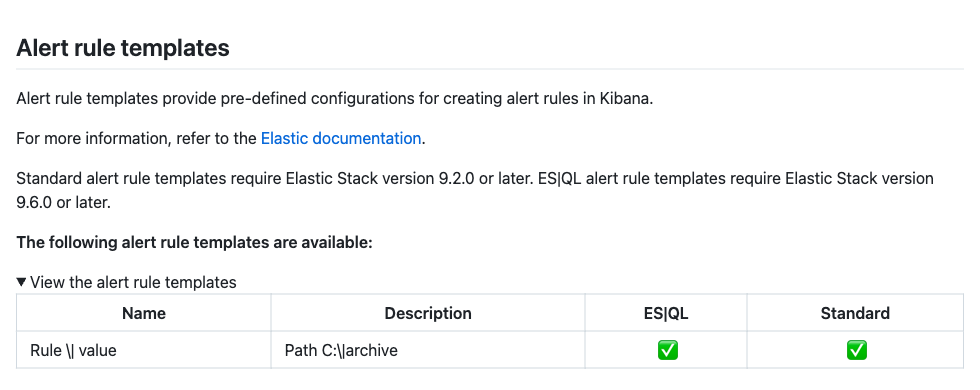 Alert rule templates
Alert rule templates provide pre-defined configurations for creating alert rules in Kibana.
For more information, refer to the Elastic documentation.
Standard alert rule templates require Elastic Stack version 9.2.0 or later. ES|QL alert rule templates require Elastic Stack version
9.6.0 or later.
The following alert rule templates are available:
▼ View the alert rule templates
Name Description ES|QL Standard
Rule \| value Path C:\|archive ✅ ✅